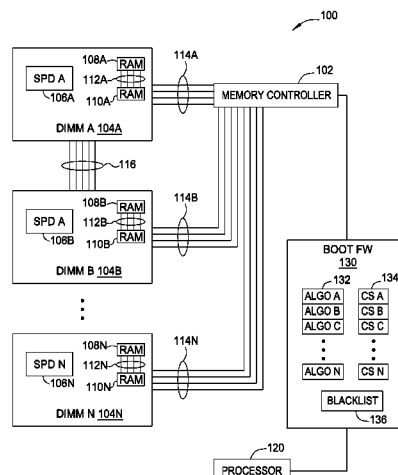 100
SPD A
106A
108A
RAM
112A
110A
RAM
DIMM A 104A
114A
102
MEMORY CONTROLLER
116
SPD A
106B
108B
RAM
112B
110B
RAM
DIMM B 104B
114B
SPD N
106N
108N
RAM
112N
110N
RAM
DIMM N 104N
114N
BOOT FW
130
132
134
ALGO A
CS A
ALGO B
CS B
ALGO C
CS C
ALGO N
CS N
BLACKLIST
136
120
PROCESSOR